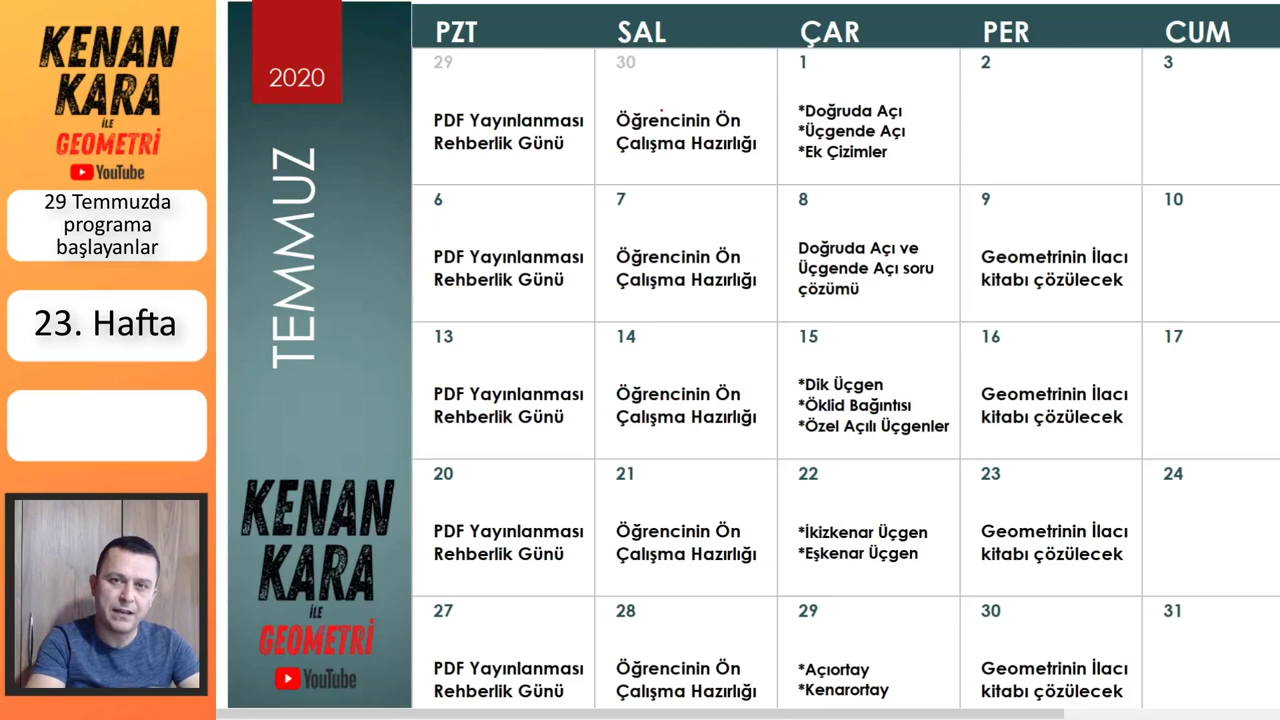 KENAN
KARA
İLE
GEOMETRİ
YouTube
29 Temmuzda
programa
başlayanlar
23. Hafta
2020
TEMMUZ
KENAN
KARA
İLE
GEOMETRİ
YouTube
PZT SAL ÇAR PER CUM
29 30 1 2 3
PDF Yayınlanması
Rehberlik Günü
Öğrencinin Ön
Çalışma Hazırlığı
*Doğruda Açı
*Üçgende Açı
*Ek Çizimler
6 7 8 9 10
PDF Yayınlanması
Rehberlik Günü
Öğrencinin Ön
Çalışma Hazırlığı
Doğruda Açı ve
Üçgende Açı soru
çözümü
Geometrinin İlacı
kitabı çözülecek
13 14 15 16 17
PDF Yayınlanması
Rehberlik Günü
Öğrencinin Ön
Çalışma Hazırlığı
*Dik Üçgen
*Öklid Bağıntısı
*Özel Açılı Üçgenler
Geometrinin İlacı
kitabı çözülecek
20 21 22 23 24
PDF Yayınlanması
Rehberlik Günü
Öğrencinin Ön
Çalışma Hazırlığı
*İkizkenar Üçgen
*Eşkenar Üçgen
Geometrinin İlacı
kitabı çözülecek
27 28 29 30 31
PDF Yayınlanması
Rehberlik Günü
Öğrencinin Ön
Çalışma Hazırlığı
*Açıortay
*Kenarortay
Geometrinin İlacı
kitabı çözülecek